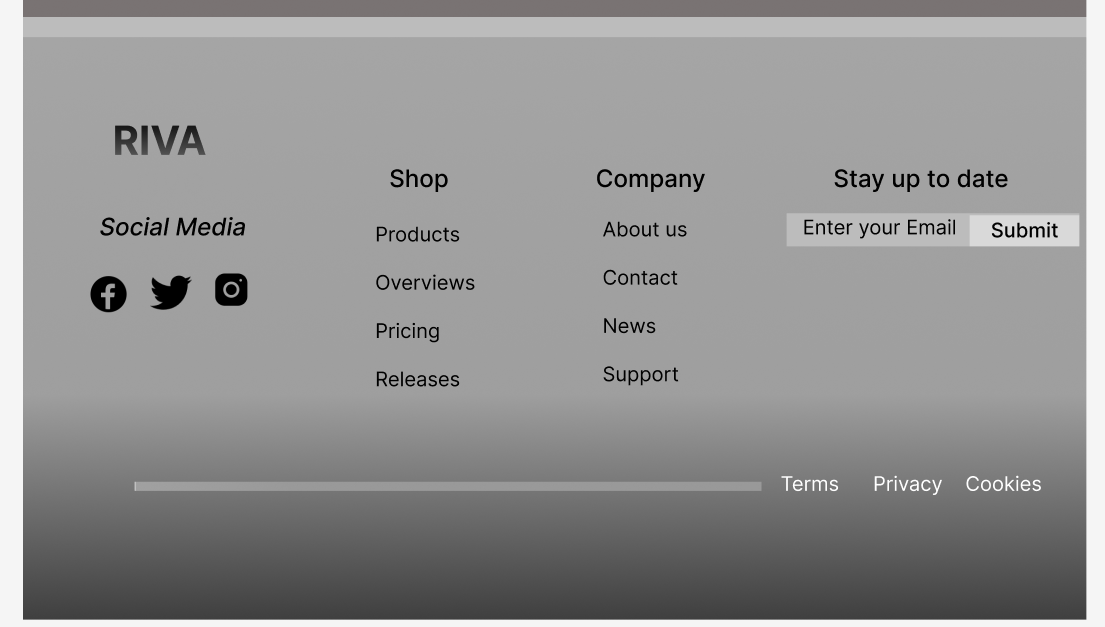 RIVA
Social Media
Shop
Products
Overviews
Pricing
Releases
Company
About us
Contact
News
Support
Stay up to date
Enter your Email
Submit
Terms
Privacy
Cookies